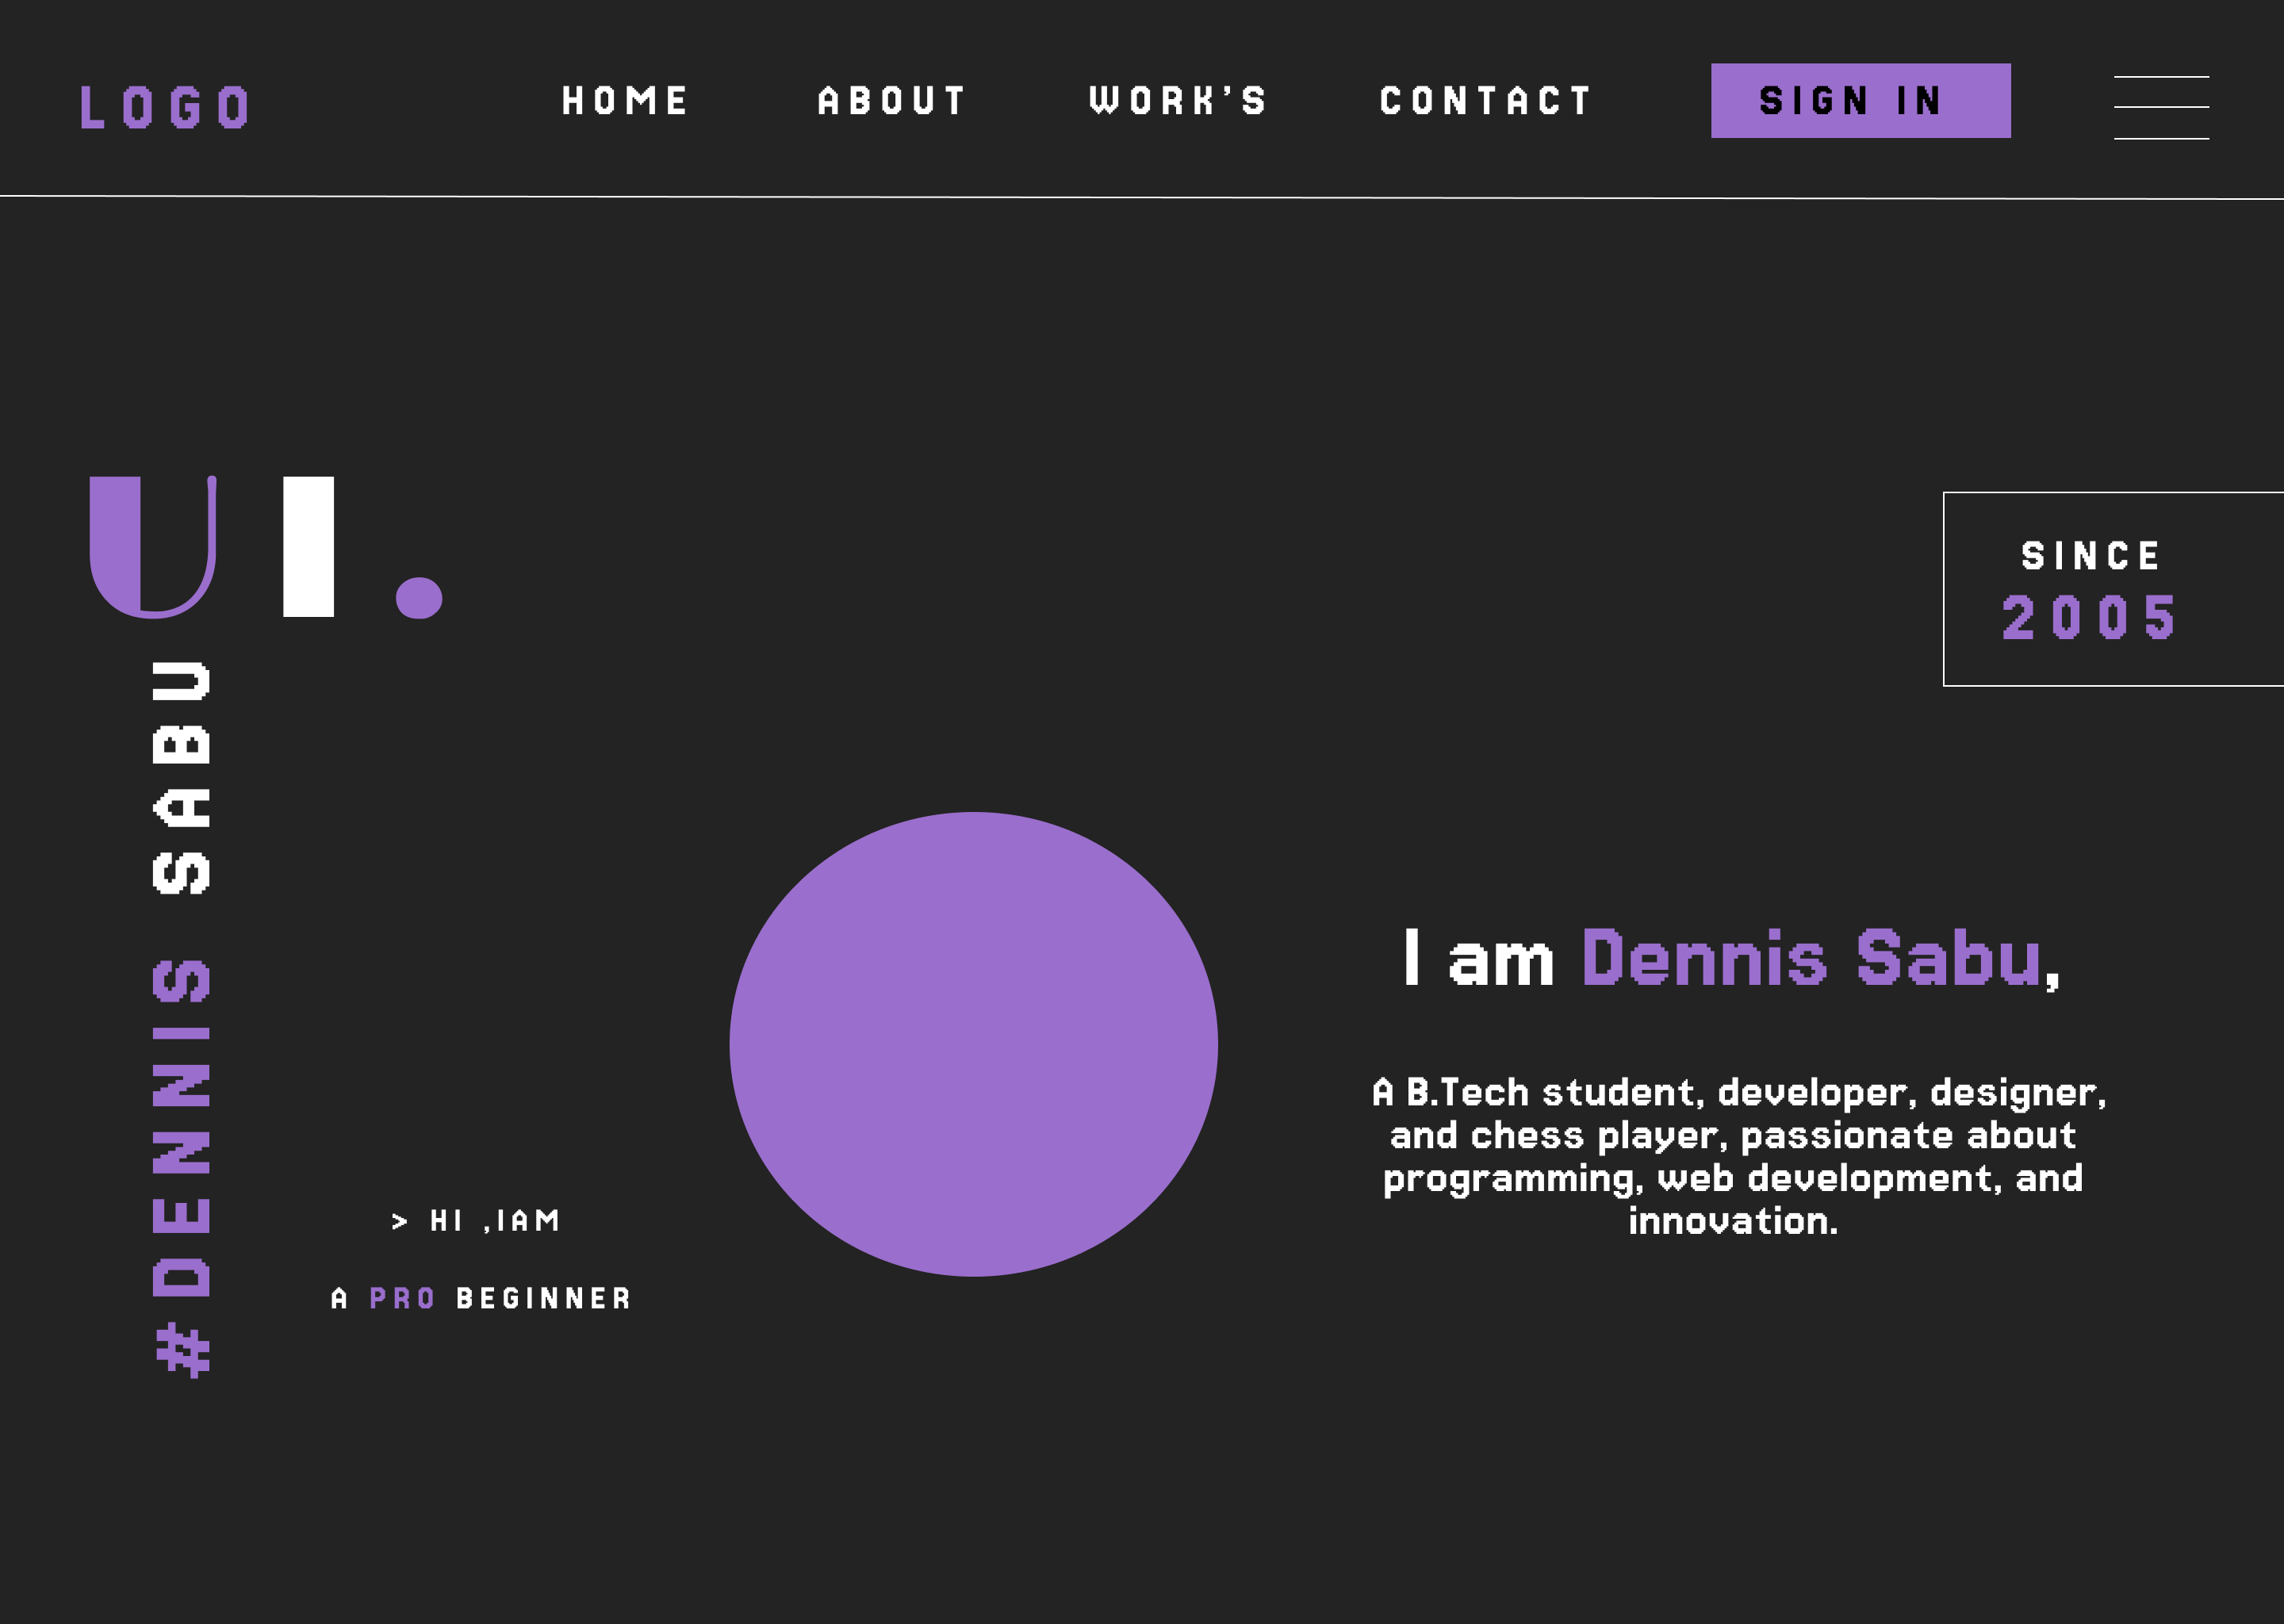 LOGO
HOME
ABOUT
WORK'S
CONTACT
SIGN IN
UI.
SINCE
2005
#DENNIS SABU
I am Dennis Sabu,
A B.Tech student, developer, designer,
and chess player, passionate about
programming, web development, and
innovation.
> HI ,IAM
A PRO BEGINNER